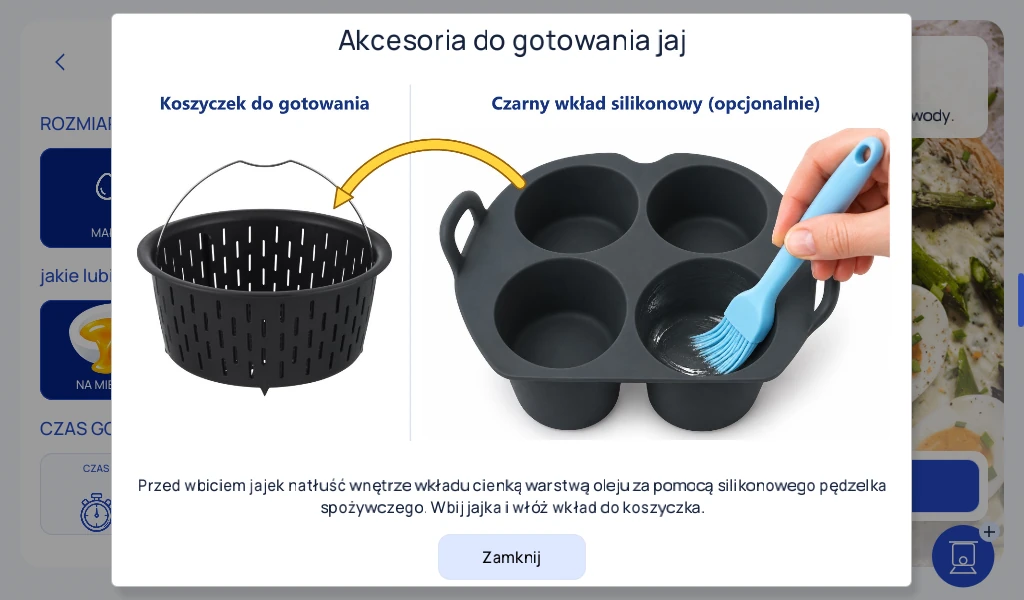 Akcesoria do gotowania jaj
Koszyczek do gotowania
Czarny wkład silikonowy (opcjonalnie)
wody.
jakie lubi
NA MIE
CZAS GO
CZAS
Przed wbiciem jajek natłuść wnętrze wkładu cienką warstwą oleju za pomocą silikonowego pędzelka
spożywczego. Wbij jajka i włóż wkład do koszyczka.
Zamknij